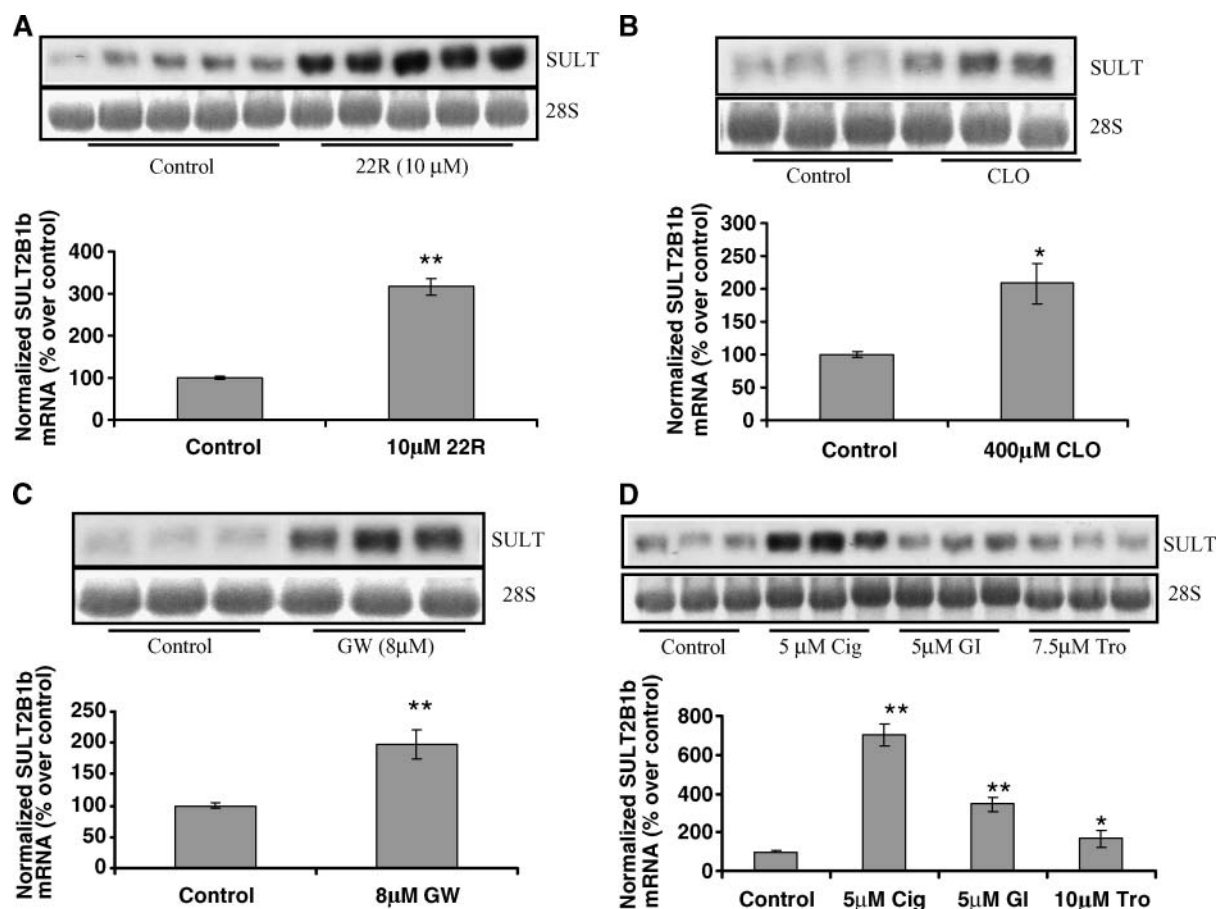 A
SULT
28S
Control 22R (10 μM)
Normalized SULT2B1b
mRNA (% over control)
400
300
200
100
0
**
Control 10μM 22R
B
SULT
28S
Control CLO
Normalized SULT2B1b
mRNA (% over control)
300
250
200
150
100
50
0
*
Control 400μM CLO
C
SULT
28S
Control GW (8μM)
Normalized SULT2B1b
mRNA (% over control)
250
200
150
100
50
0
**
Control 8μM GW
D
SULT
28S
Control 5 μM Cig 5μM GI 7.5μM Tro
Normalized SULT2B1b
mRNA (% over control)
800
600
400
200
0
**
**
*
Control 5μM Cig 5μM GI 10μM Tro